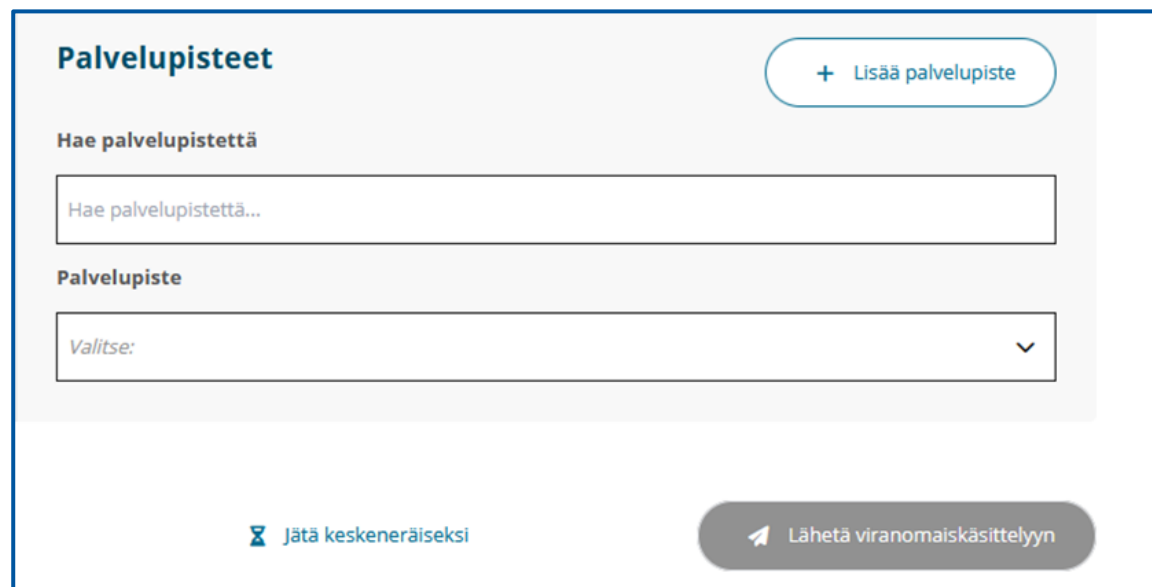 Palvelupisteet
+ Lisää palvelupiste
Hae palvelupistettä
Hae palvelupistettä...
Palvelupiste
Valitse:
Jätä keskeneräiseksi
Lähetä viranomaiskäsittelyyn